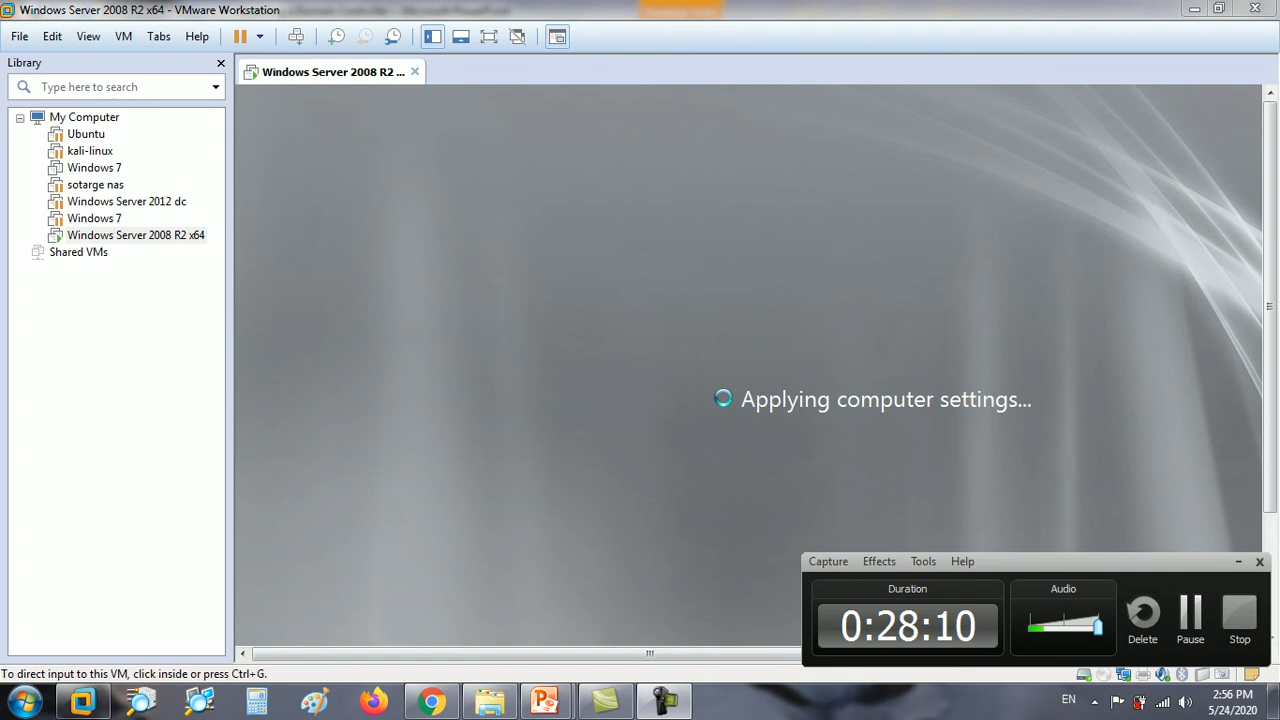 Windows Server 2008 R2 x64 - VMware Workstation
File Edit View VM Tabs Help
Library
Type here to search
Windows Server 2008 R2 ...
My Computer
Ubuntu
kali-linux
Windows 7
sotarge nas
Windows Server 2012 dc
Windows 7
Windows Server 2008 R2 x64
Shared VMs
Applying computer settings...
Capture Effects Tools Help
Duration Audio
0:28:10
Delete Pause Stop
To direct input to this VM, click inside or press Ctrl+G.
EN
2:56 PM
5/24/2020